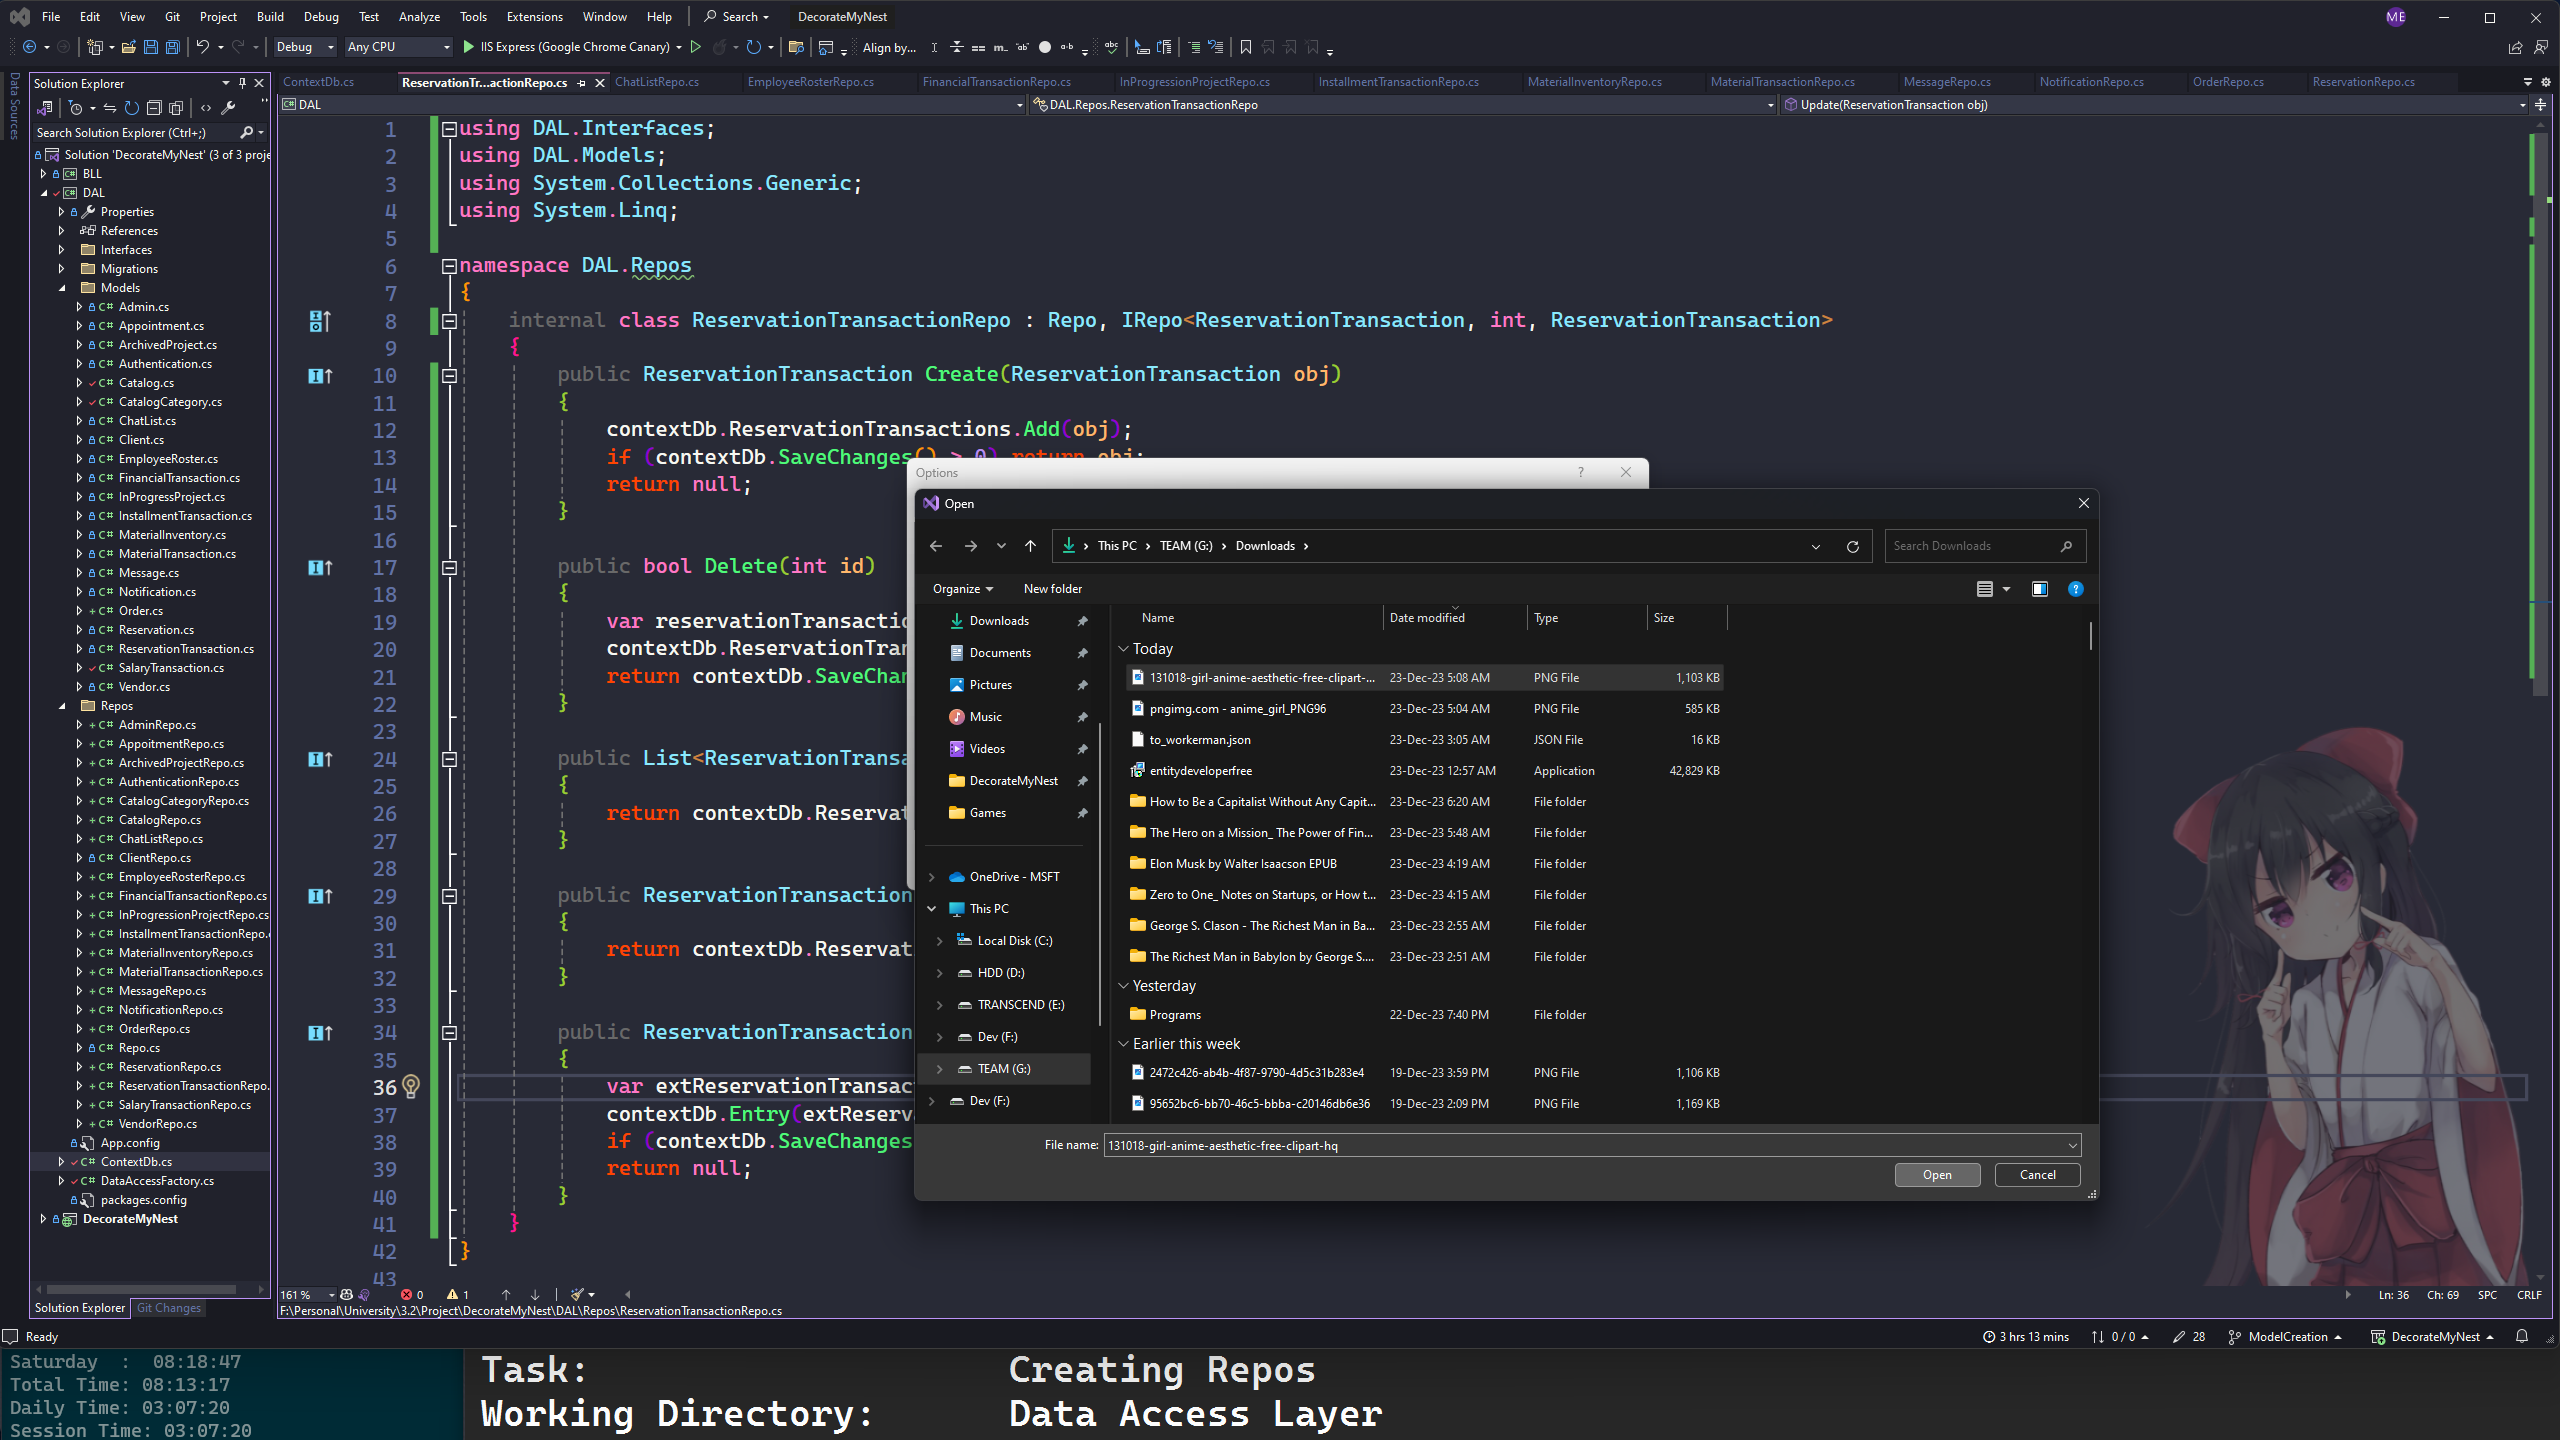 File Edit View Git Project Build Debug Test Analyze Tools Extensions Window Help Search DecorateMyNest ME
Debug Any CPU IIS Express (Google Chrome Canary) Align by...
Data Sources
Solution Explorer
Search Solution Explorer (Ctrl+;)
Solution 'DecorateMyNest' (3 of 3 proje
BLL
DAL
Properties
References
Interfaces
Migrations
Models
Admin.cs
Appointment.cs
ArchivedProject.cs
Authentication.cs
Catalog.cs
CatalogCategory.cs
ChatList.cs
Client.cs
EmployeeRoster.cs
FinancialTransaction.cs
InProgressProject.cs
InstallmentTransaction.cs
MaterialInventory.cs
MaterialTransaction.cs
Message.cs
Notification.cs
Order.cs
Reservation.cs
ReservationTransaction.cs
SalaryTransaction.cs
Vendor.cs
Repos
AdminRepo.cs
AppoitmentRepo.cs
ArchivedProjectRepo.cs
AuthenticationRepo.cs
CatalogCategoryRepo.cs
CatalogRepo.cs
ChatListRepo.cs
ClientRepo.cs
EmployeeRosterRepo.cs
FinancialTransactionRepo.cs
InProgressionProjectRepo.cs
InstallmentTransactionRepo.
MaterialInventoryRepo.cs
MaterialTransactionRepo.cs
MessageRepo.cs
NotificationRepo.cs
OrderRepo.cs
Repo.cs
ReservationRepo.cs
ReservationTransactionRepo.
SalaryTransactionRepo.cs
VendorRepo.cs
App.config
ContextDb.cs
DataAccessFactory.cs
packages.config
DecorateMyNest
Solution Explorer Git Changes
ContextDb.cs ReservationTr...actionRepo.cs ChatListRepo.cs EmployeeRosterRepo.cs FinancialTransactionRepo.cs InProgressionProjectRepo.cs InstallmentTransactionRepo.cs MaterialInventoryRepo.cs MaterialTransactionRepo.cs MessageRepo.cs NotificationRepo.cs OrderRepo.cs ReservationRepo.cs
DAL DAL.Repos.ReservationTransactionRepo Update(ReservationTransaction obj)
1 using DAL.Interfaces;
2 using DAL.Models;
3 using System.Collections.Generic;
4 using System.Linq;
5
6 namespace DAL.Repos
7 {
8 internal class ReservationTransactionRepo : Repo, IRepo<ReservationTransaction, int, ReservationTransaction>
9 {
10 public ReservationTransaction Create(ReservationTransaction obj)
11 {
12 contextDb.ReservationTransactions.Add(obj);
13 if (contextDb.SaveChanges() > 0) return obj;
14 return null;
15 }
16
17 public bool Delete(int id)
18 {
19 var reservationTransactio
20 contextDb.ReservationTran
21 return contextDb.SaveChan
22 }
23
24 public List<ReservationTransa
25 {
26 return contextDb.Reservat
27 }
28
29 public ReservationTransaction
30 {
31 return contextDb.Reservat
32 }
33
34 public ReservationTransaction
35 {
36 var extReservationTransac
37 contextDb.Entry(extReserv
38 if (contextDb.SaveChanges
39 return null;
40 }
41 }
42 }
43
Options ?
Open
This PC TEAM (G:) Downloads
Search Downloads
Organize New folder
Downloads
Documents
Pictures
Music
Videos
DecorateMyNest
Games
OneDrive - MSFT
This PC
Local Disk (C:)
HDD (D:)
TRANSCEND (E:)
Dev (F:)
TEAM (G:)
Dev (F:)
Name Date modified Type Size
Today
131018-girl-anime-aesthetic-free-clipart-... 23-Dec-23 5:08 AM PNG File 1,103 KB
pngimg.com - anime_girl_PNG96 23-Dec-23 5:04 AM PNG File 585 KB
to_workerman.json 23-Dec-23 3:05 AM JSON File 16 KB
entitydeveloperfree 23-Dec-23 12:57 AM Application 42,829 KB
How to Be a Capitalist Without Any Capit... 23-Dec-23 6:20 AM File folder
The Hero on a Mission_ The Power of Fin... 23-Dec-23 5:48 AM File folder
Elon Musk by Walter Isaacson EPUB 23-Dec-23 4:19 AM File folder
Zero to One_ Notes on Startups, or How t... 23-Dec-23 4:15 AM File folder
George S. Clason - The Richest Man in Ba... 23-Dec-23 2:55 AM File folder
The Richest Man in Babylon by George S.... 23-Dec-23 2:51 AM File folder
Yesterday
Programs 22-Dec-23 7:40 PM File folder
Earlier this week
2472c426-ab4b-4f87-9790-4d5c31b283e4 19-Dec-23 3:59 PM PNG File 1,106 KB
95652bc6-bb70-46c5-bbba-c20146db6e36 19-Dec-23 2:09 PM PNG File 1,169 KB
File name: 131018-girl-anime-aesthetic-free-clipart-hq
Open Cancel
161 % 0 1 Ln: 36 Ch: 69 SPC CRLF
F:\Personal\University\3.2\Project\DecorateMyNest\DAL\Repos\ReservationTransactionRepo.cs
Ready 3 hrs 13 mins 0 / 0 28 ModelCreation DecorateMyNest
Saturday : 08:18:47
Total Time: 08:13:17
Daily Time: 03:07:20
Session Time: 03:07:20
Task: Creating Repos
Working Directory: Data Access Layer